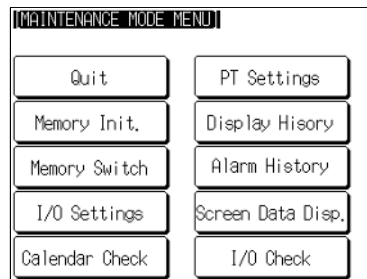 [MAINTENANCE MODE MENU]
Quit
PT Settings
Memory Init.
Display Hisory
Memory Switch
Alarm History
I/O Settings
Screen Data Disp.
Calendar Check
I/O Check